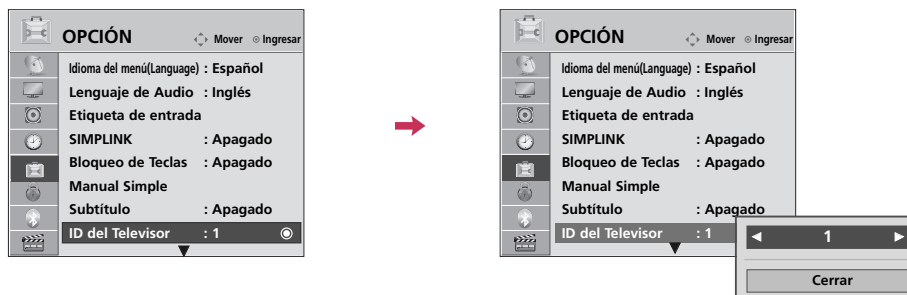 OPCIÓN Mover Ingresar
Idioma del menú(Language) : Español
Lenguaje de Audio : Inglés
Etiqueta de entrada
SIMPLINK : Apagado
Bloqueo de Teclas : Apagado
Manual Simple
Subtítulo : Apagado
ID del Televisor : 1
OPCIÓN Mover Ingresar
Idioma del menú(Language) : Español
Lenguaje de Audio : Inglés
Etiqueta de entrada
SIMPLINK : Apagado
Bloqueo de Teclas : Apagado
Manual Simple
Subtítulo : Apagado
ID del Televisor : 1
1
Cerrar